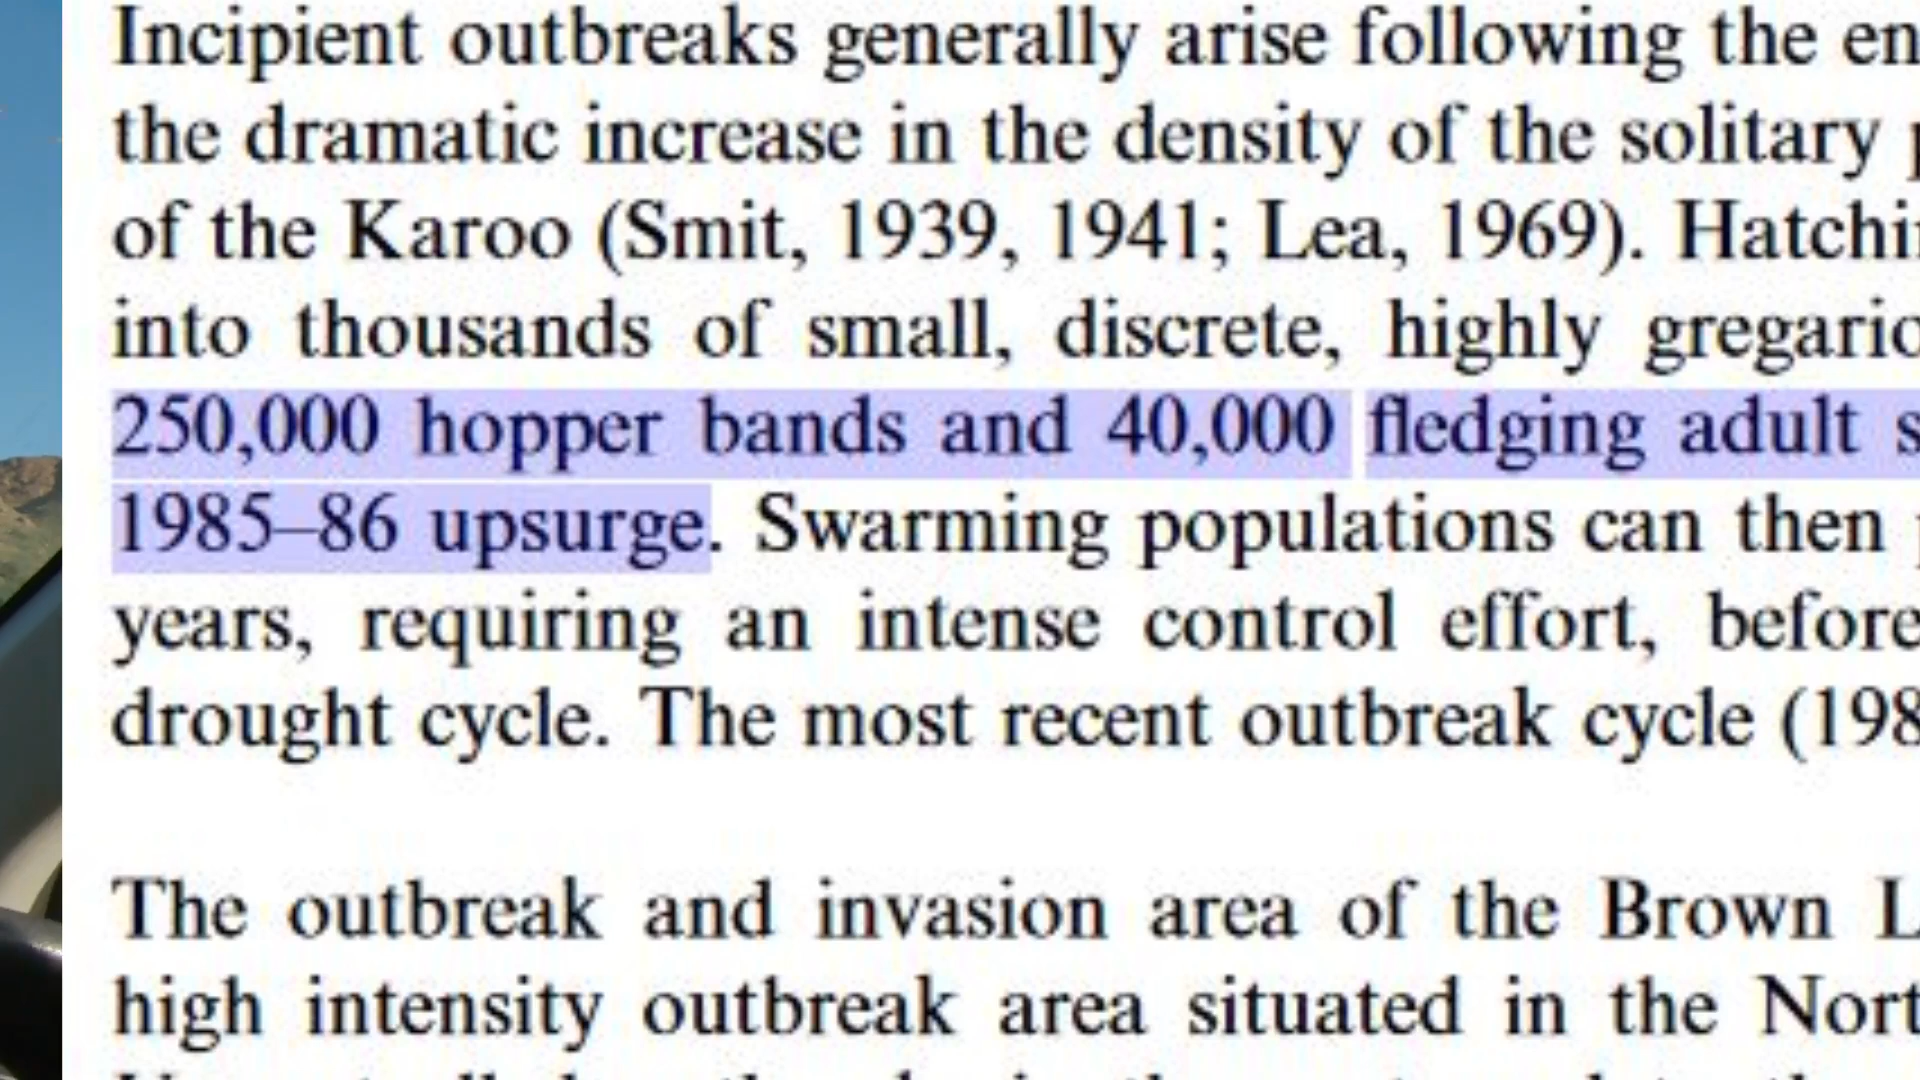 Incipient outbreaks generally arise following the en
the dramatic increase in the density of the solitary
of the Karoo (Smit, 1939, 1941; Lea, 1969). Hatchi
into thousands of small, discrete, highly gregario
250,000 hopper bands and 40,000 fledging adult s
1985–86 upsurge. Swarming populations can then
years, requiring an intense control effort, before
drought cycle. The most recent outbreak cycle (198
The outbreak and invasion area of the Brown L
high intensity outbreak area situated in the Nort